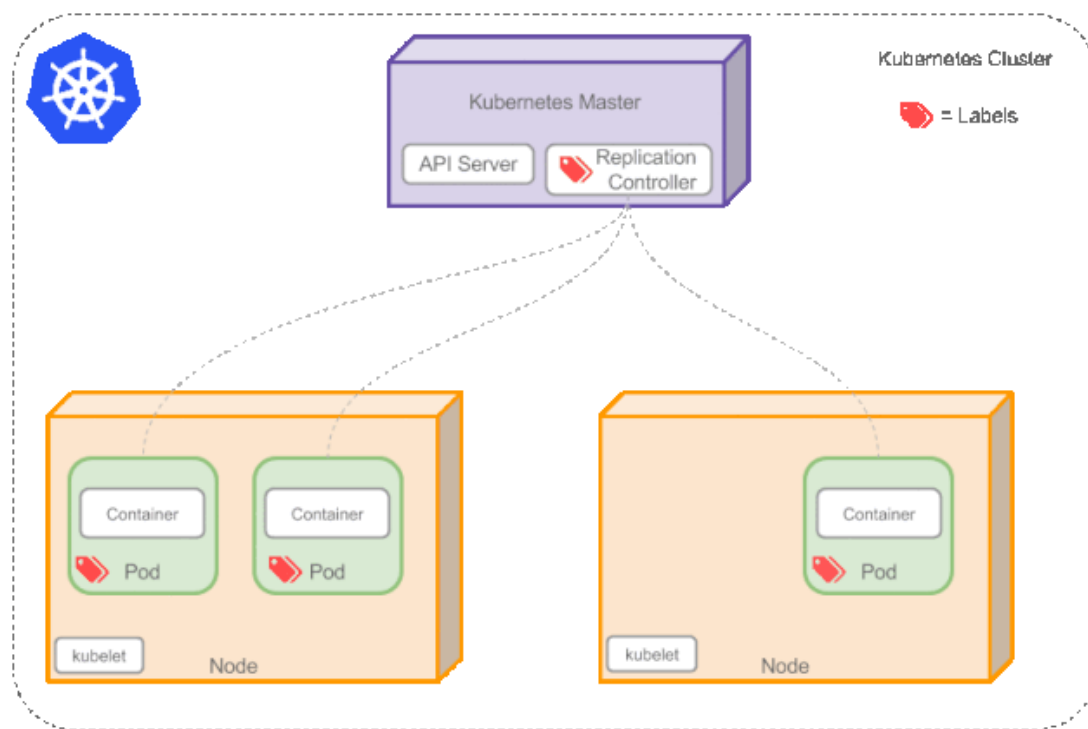 Kubernetes Cluster
= Labels
Kubernetes Master
API Server
Replication
Controller
Container
Pod
Container
Pod
kubelet
Node
Container
Pod
kubelet
Node